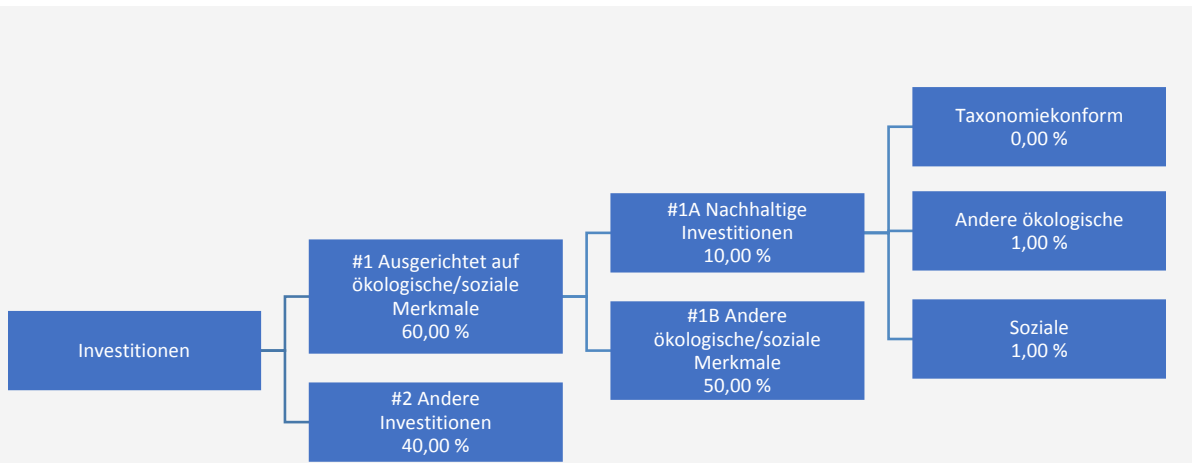 Investitionen
#1 Ausgerichtet auf
ökologische/soziale
Merkmale
60,00 %
#2 Andere
Investitionen
40,00 %
#1A Nachhaltige
Investitionen
10,00 %
#1B Andere
ökologische/soziale
Merkmale
50,00 %
Taxonomiekonform
0,00 %
Andere ökologische
1,00 %
Soziale
1,00 %